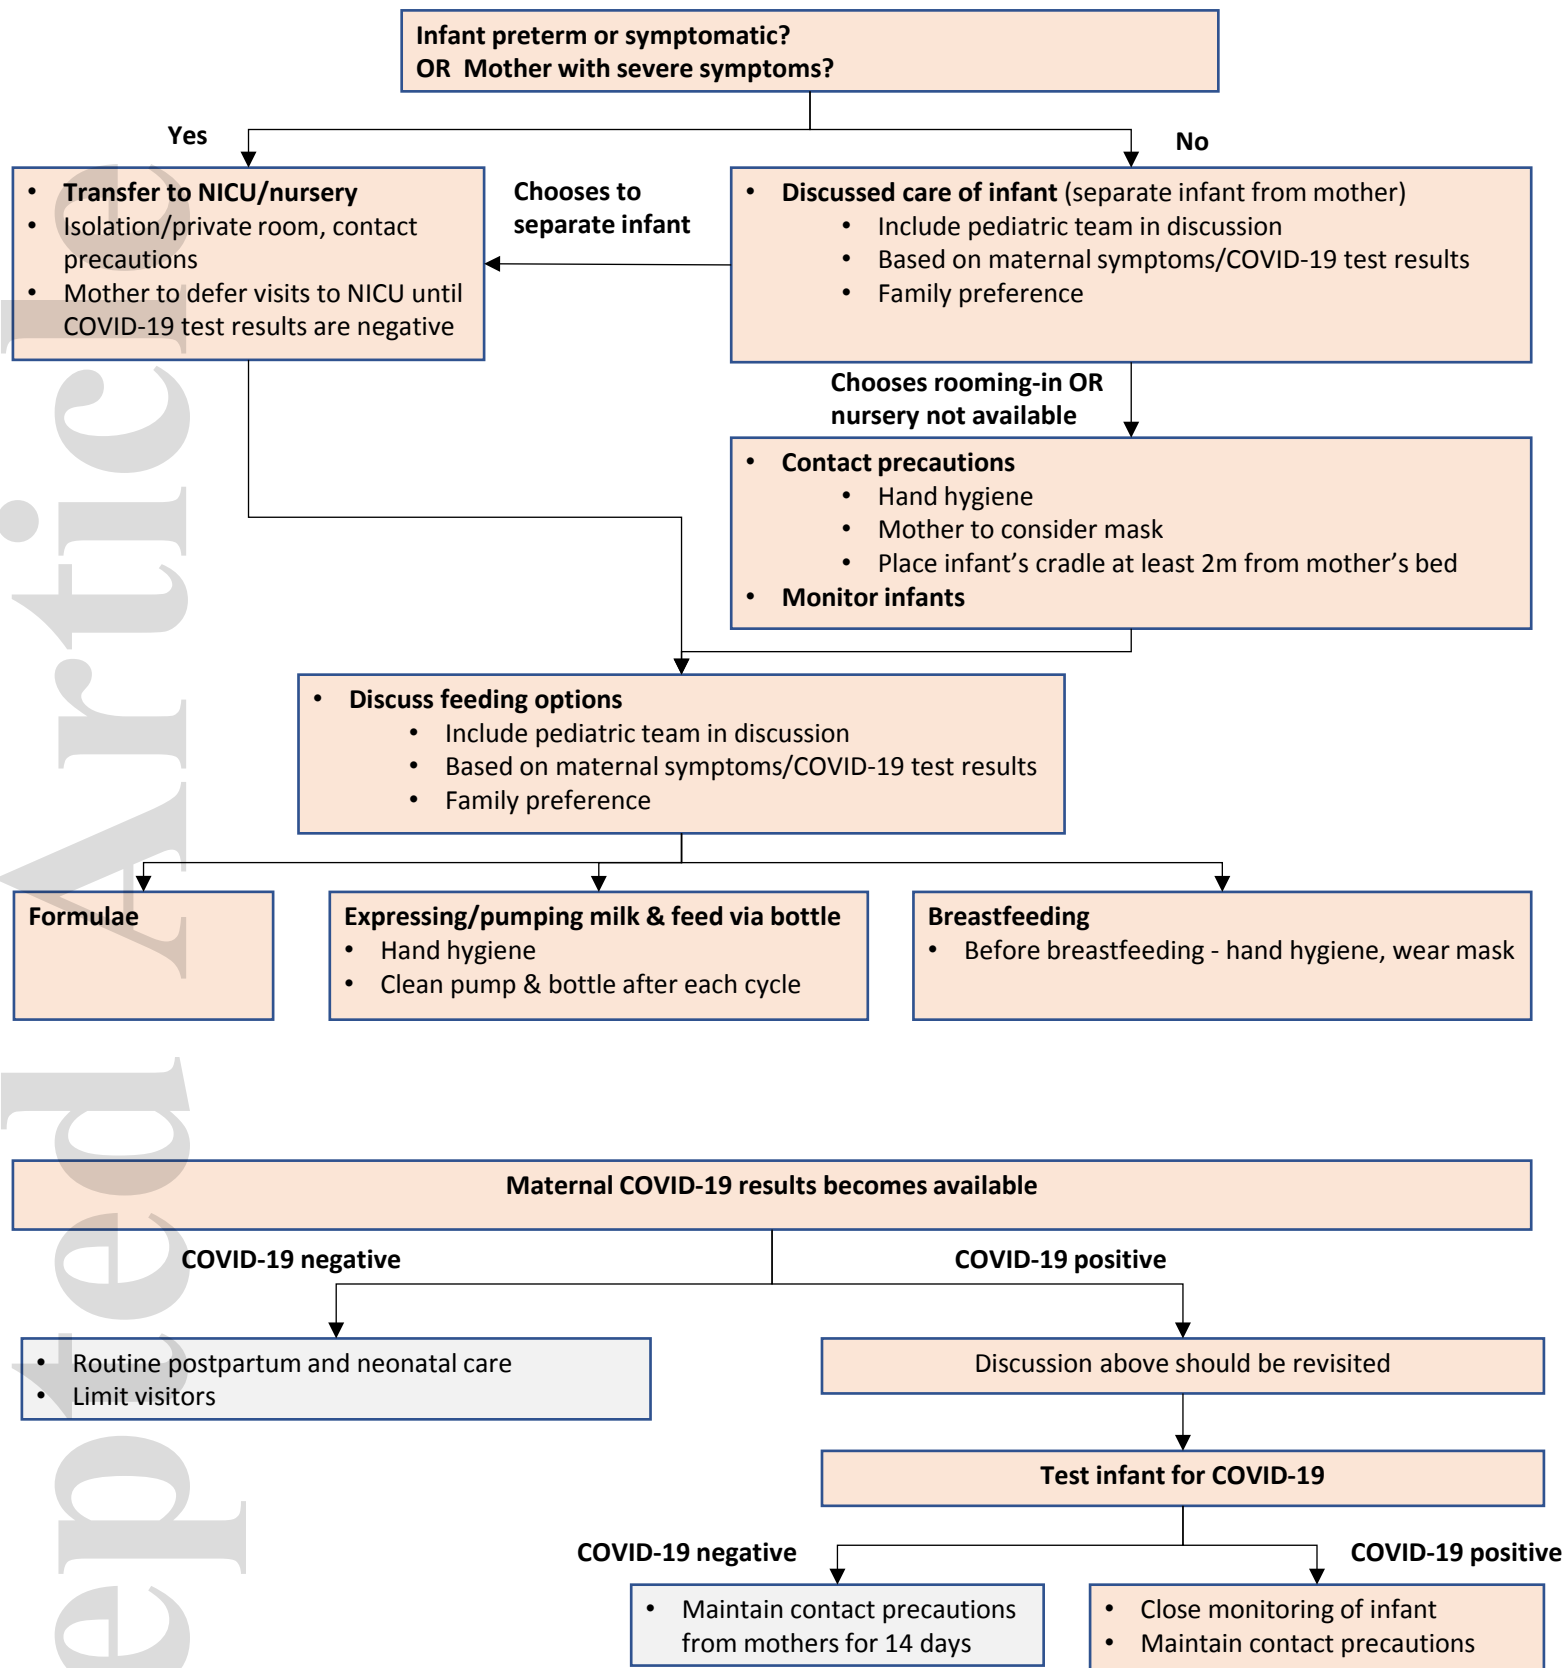 Infant preterm or symptomatic?
OR Mother with severe symptoms?
Yes
No
• Transfer to NICU/nursery
• Isolation/private room, contact
precautions
• Mother to defer visits to NICU until
COVID-19 test results are negative
Chooses to
separate infant
• Discussed care of infant (separate infant from mother)
• Include pediatric team in discussion
• Based on maternal symptoms/COVID-19 test results
• Family preference
Chooses rooming-in OR
nursery not available
• Contact precautions
• Hand hygiene
• Mother to consider mask
• Place infant’s cradle at least 2m from mother’s bed
• Monitor infants
• Discuss feeding options
• Include pediatric team in discussion
• Based on maternal symptoms/COVID-19 test results
• Family preference
Formulae
Expressing/pumping milk & feed via bottle
• Hand hygiene
• Clean pump & bottle after each cycle
Breastfeeding
• Before breastfeeding - hand hygiene, wear mask
Maternal COVID-19 results becomes available
COVID-19 negative
COVID-19 positive
• Routine postpartum and neonatal care
• Limit visitors
Discussion above should be revisited
Test infant for COVID-19
COVID-19 negative
COVID-19 positive
• Maintain contact precautions
from mothers for 14 days
• Close monitoring of infant
• Maintain contact precautions
epted Article